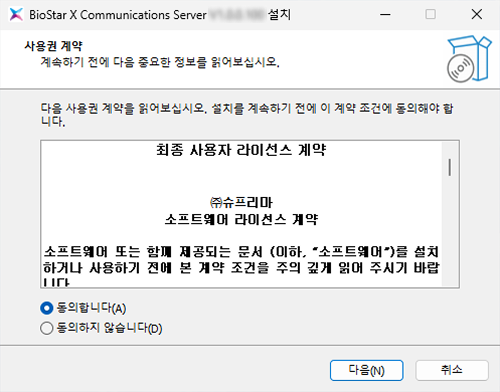 BioStar X Communications Server 설치
사용권 계약
계속하기 전에 다음 중요한 정보를 읽어보십시오.
다음 사용권 계약을 읽어보십시오. 설치를 계속하기 전에 이 계약 조건에 동의해야 합
니다.
최종 사용자 라이선스 계약
㈜슈프리마
소프트웨어 라이선스 계약
소프트웨어 또는 함께 제공되는 문서 (이하, “소프트웨어”)를 설치
하거나 사용하기 전에 본 계약 조건을 주의 깊게 읽어 주시기 바랍
니다.
동의합니다(A)
동의하지 않습니다(D)
다음(N)
취소